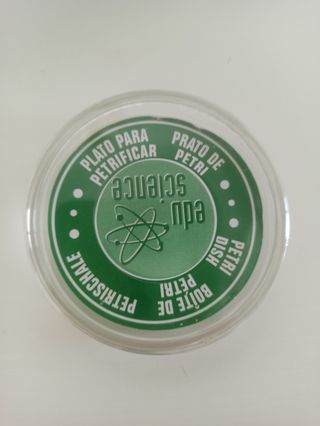 PLATO PARA
PETRIFICAR
PRATO DE
PETRI
PETRI
DISH
BOÎTE DE
PETRI
PETRISCHALE
edu
science